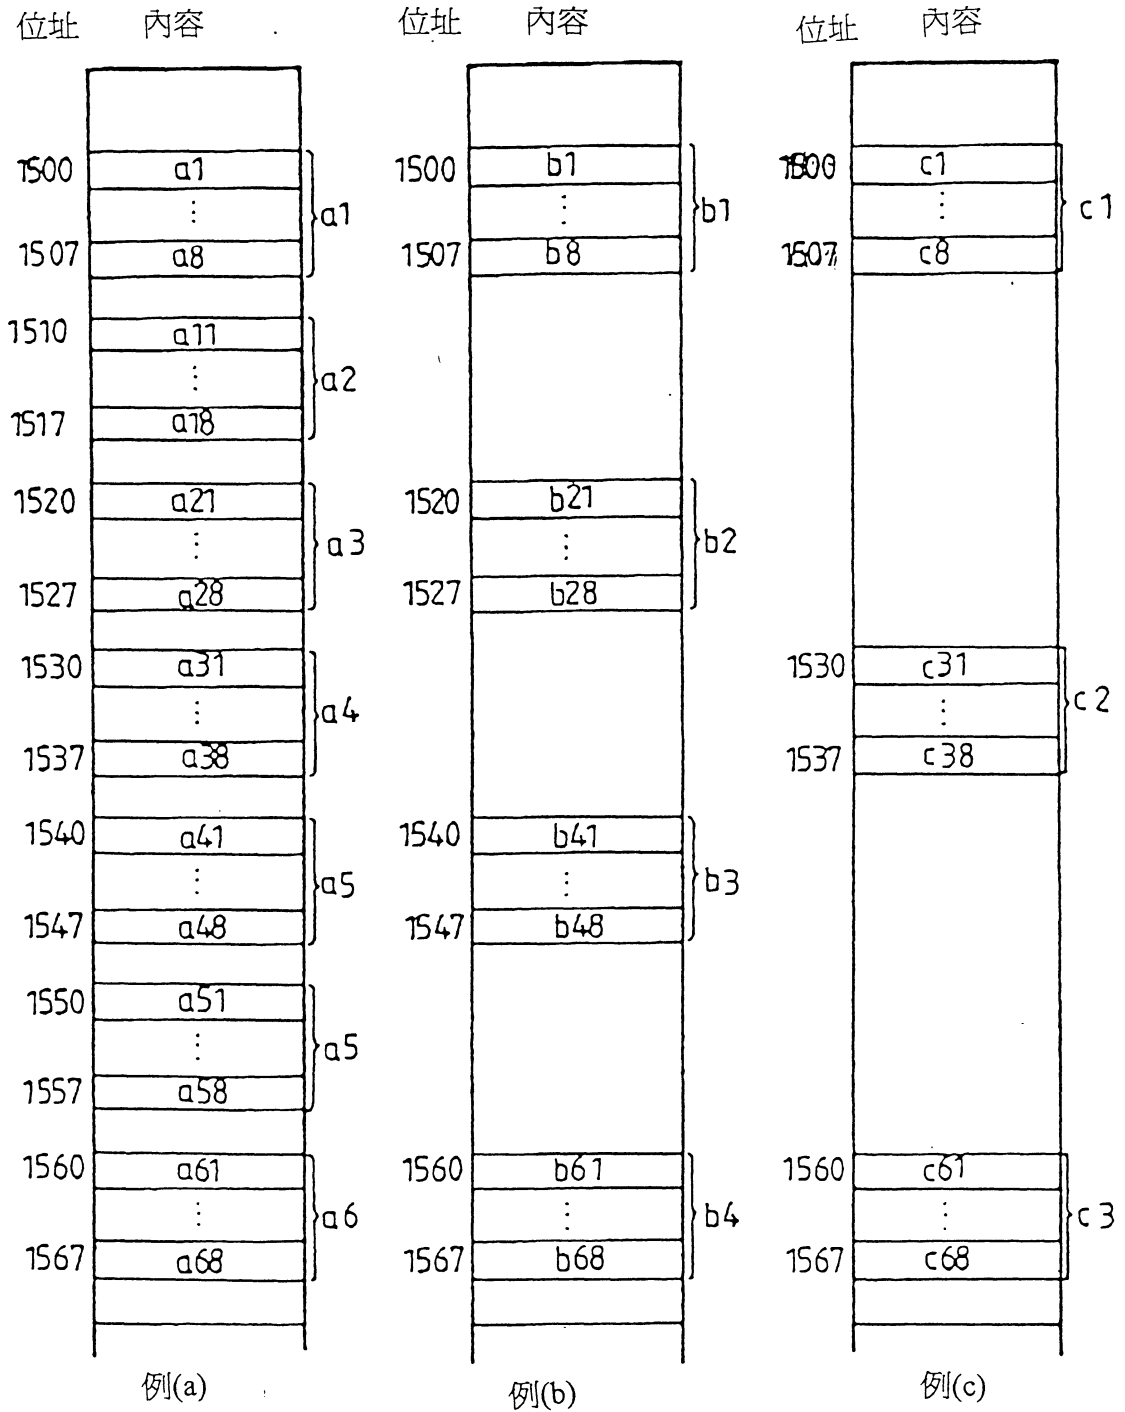 位址 內容
1500 a1
⋮ a1
1507 a8
1510 a11
⋮ a2
1517 a18
1520 a21
⋮ a3
1527 a28
1530 a31
⋮ a4
1537 a38
1540 a41
⋮ a5
1547 a48
1550 a51
⋮ a5
1557 a58
1560 a61
⋮ a6
1567 a68
例(a)
位址 內容
1500 b1
⋮ b1
1507 b8
1520 b21
⋮ b2
1527 b28
1540 b41
⋮ b3
1547 b48
1560 b61
⋮ b4
1567 b68
例(b)
位址 內容
1500 c1
⋮ c1
1507 c8
1530 c31
⋮ c2
1537 c38
1560 c61
⋮ c3
1567 c68
例(c)